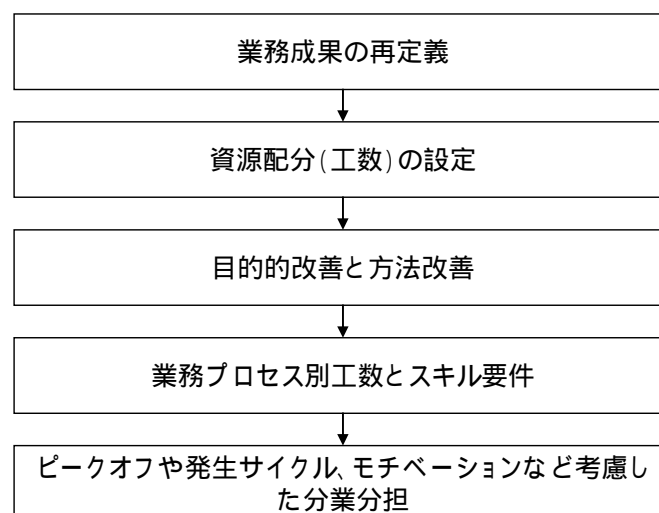 業務成果の再定義
資源配分(工数)の設定
目的的改善と方法改善
業務プロセス別工数とスキル要件
ピークオフや発生サイクル、モチベーションなど考慮し
た分業分担